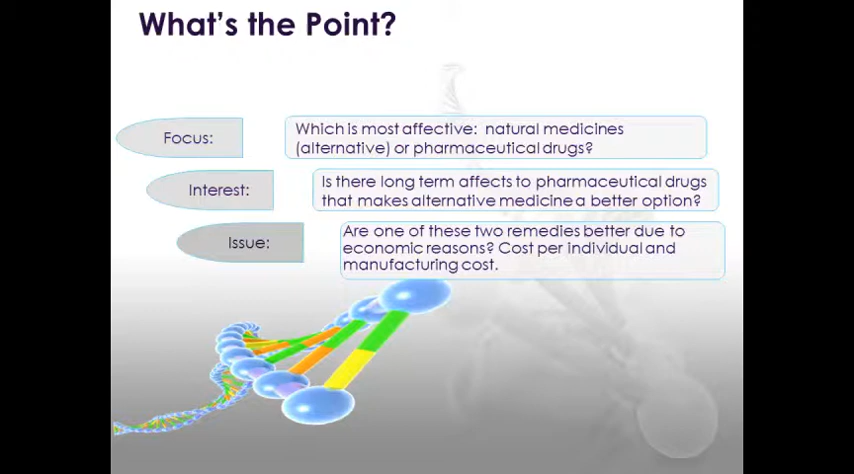 What's the Point?
Focus:
Which is most affective:  natural medicines
(alternative) or pharmaceutical drugs?
Interest:
Is there long term affects to pharmaceutical drugs
that makes alternative medicine a better option?
Issue:
Are one of these two remedies better due to
economic reasons? Cost per individual and
manufacturing cost.